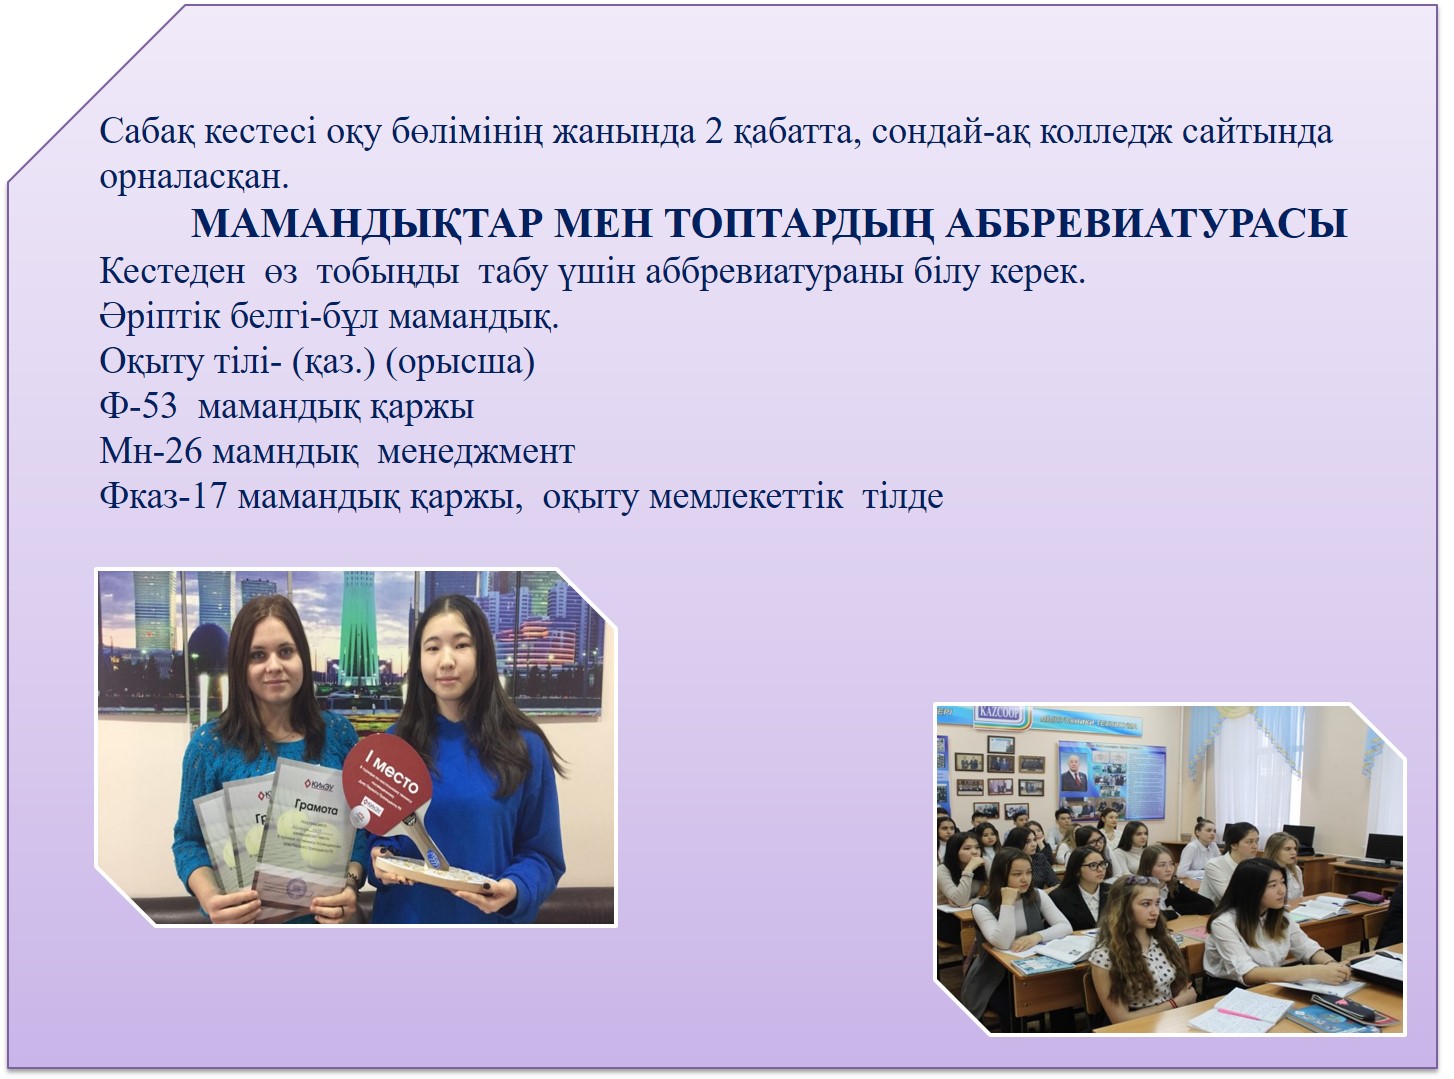 Сабақ кестесі оқу бөлімінің жанында 2 қабатта, сондай-ақ колледж сайтында
орналасқан.
МАМАНДЫҚТАР МЕН ТОПТАРДЫҢ АББРЕВИАТУРАСЫ
Кестеден өз тобыңды табу үшін аббревиатураны білу керек.
Әріптік белгі-бұл мамандық.
Оқыту тілі- (қаз.) (орысша)
Ф-53 мамандық қаржы
Мн-26 мамндық менеджмент
Фказ-17 мамандық қаржы, оқыту мемлекеттік тілде
I место
КИнЭУ
Грамота
KAZCOOP